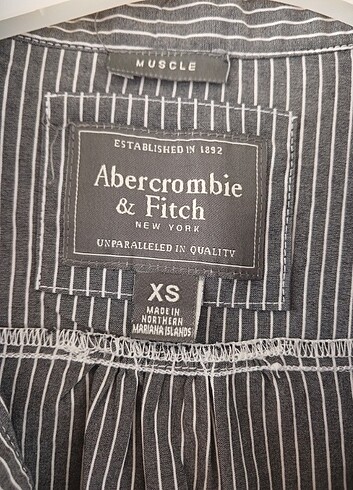 MUSCLE
ESTABLISHED IN 1892
Abercrombie
& Fitch
NEW YORK
UNPARALLELED IN QUALITY
XS
MADE IN
NORTHERN
MARIANA ISLANDS